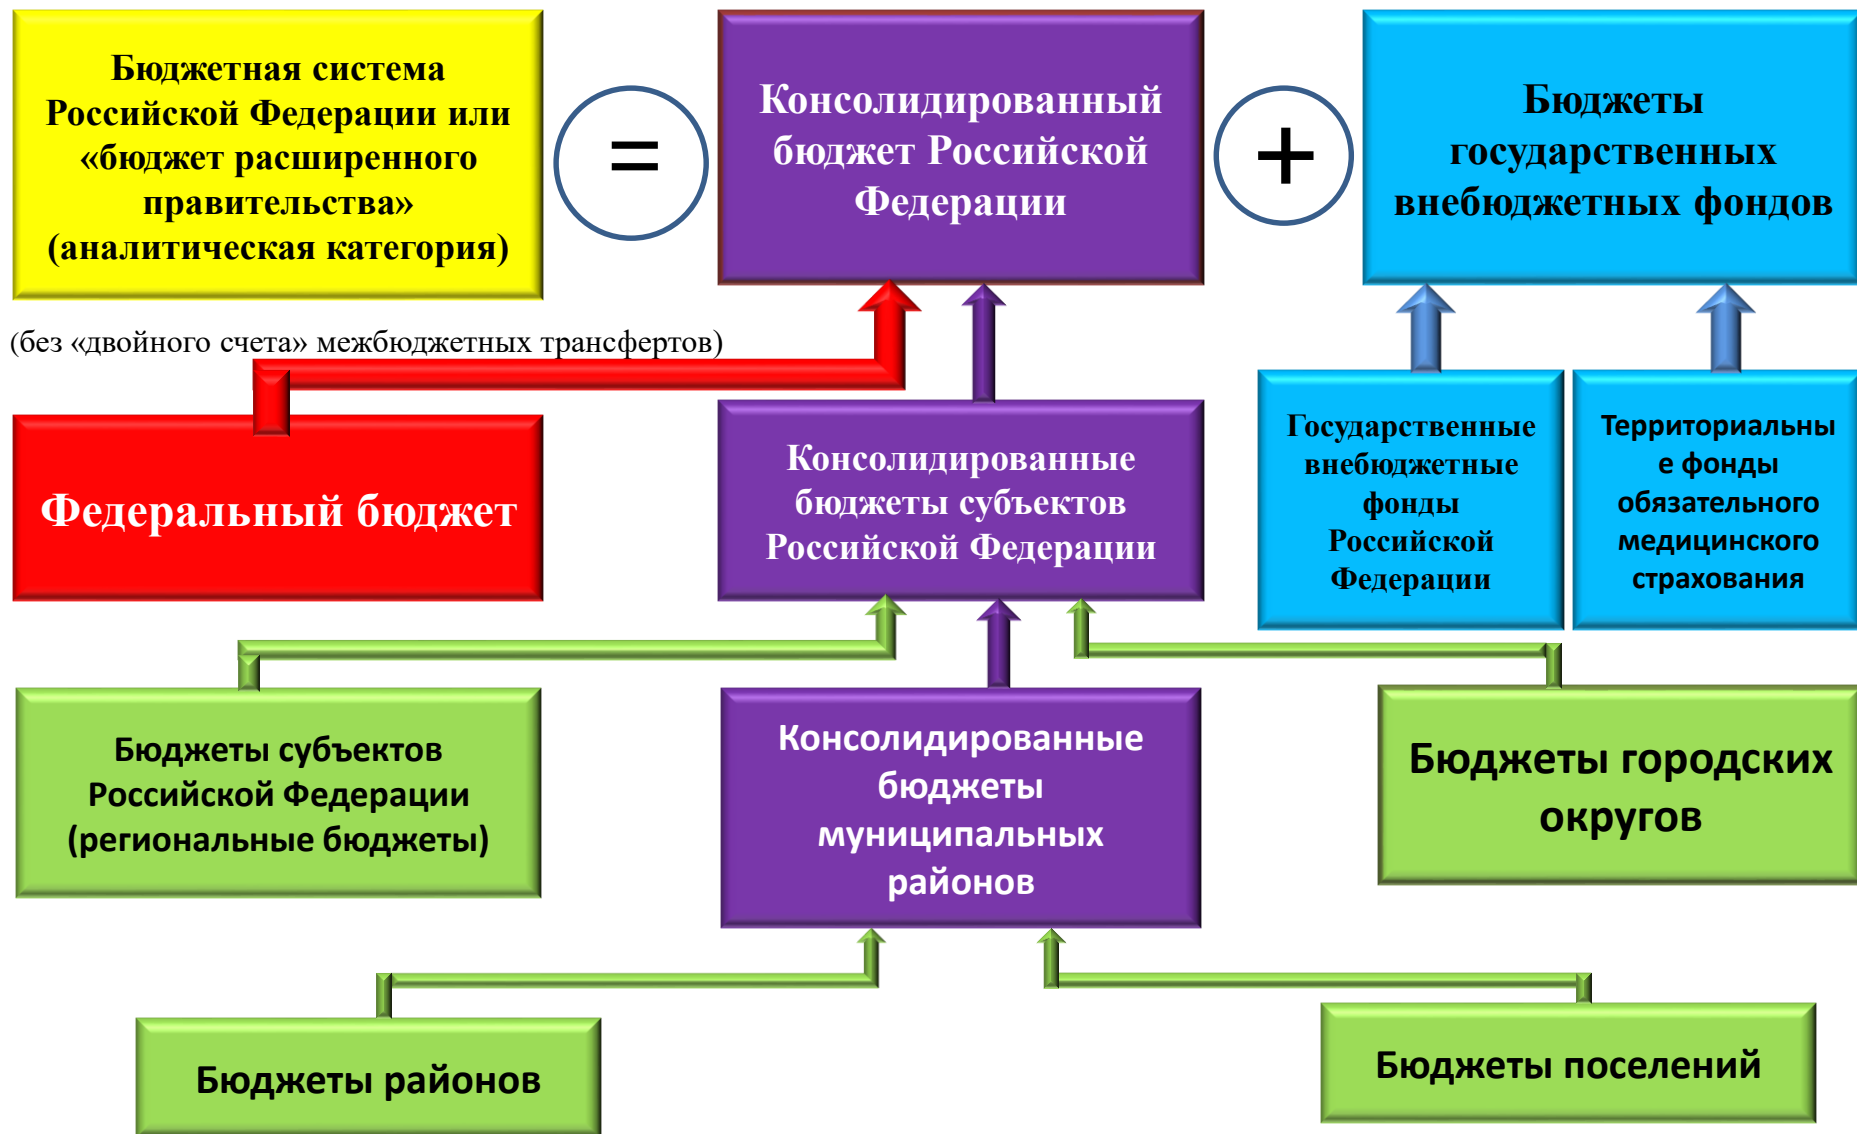 Бюджетная система
Российской Федерации или
«бюджет расширенного
правительства»
(аналитическая категория)
=
Консолидированный
бюджет Российской
Федерации
+
Бюджеты
государственных
внебюджетных фондов
(без «двойного счета» межбюджетных трансфертов)
Федеральный бюджет
Консолидированные
бюджеты субъектов
Российской Федерации
Государственные
внебюджетные
фонды
Российской
Федерации
Территориальны
е фонды
обязательного
медицинского
страхования
Бюджеты субъектов
Российской Федерации
(региональные бюджеты)
Консолидированные
бюджеты
муниципальных
районов
Бюджеты городских
округов
Бюджеты районов
Бюджеты поселений